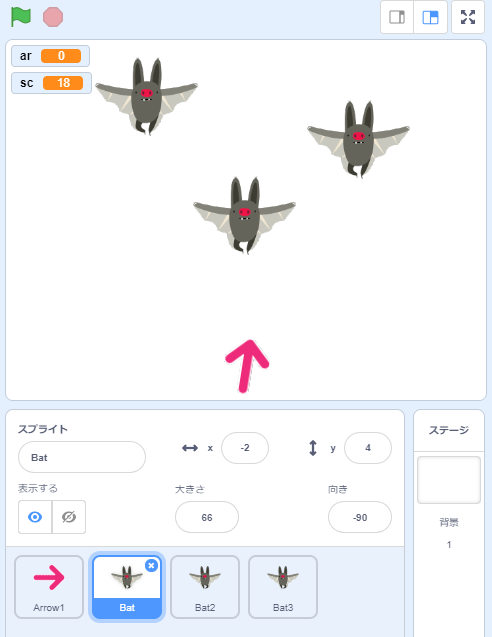 ar 0
sc 18
スプライト
Bat
x -2
y 4
表示する
大きさ
66
向き
-90
Arrow1
Bat
Bat2
Bat3
ステージ
背景
1